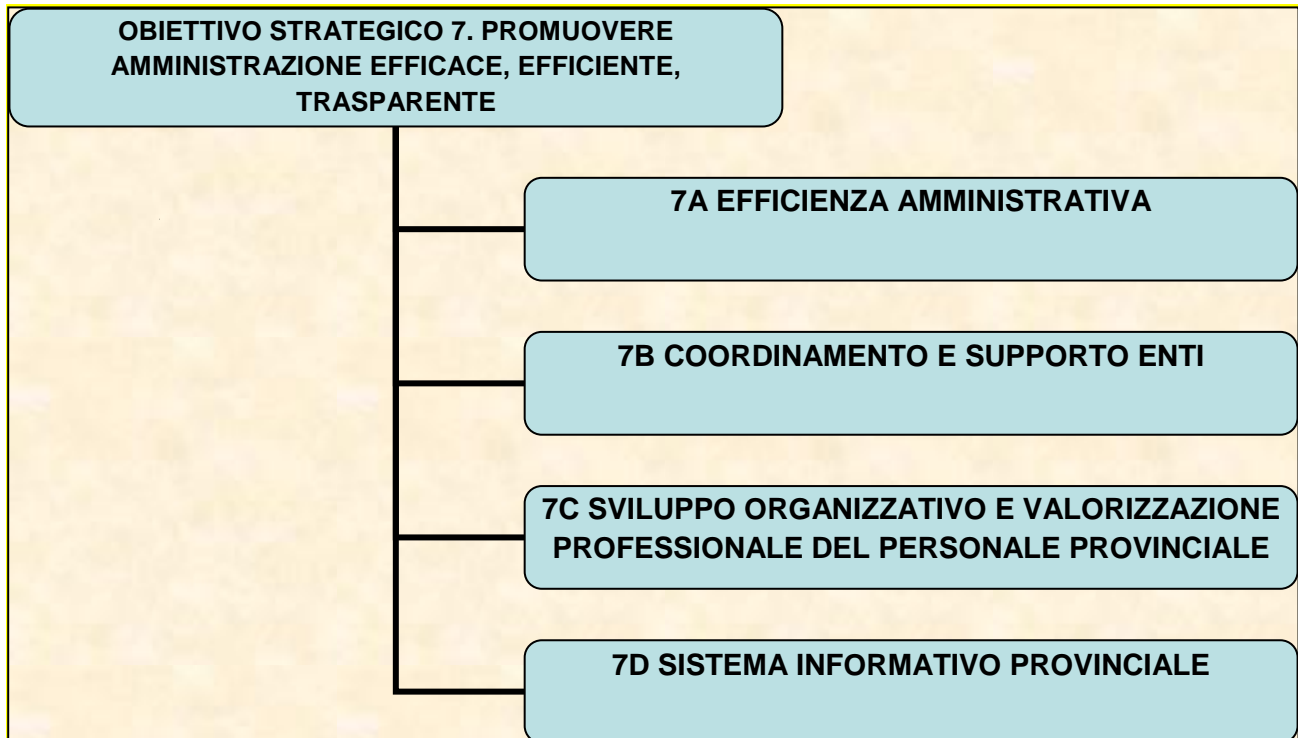 OBIETTIVO STRATEGICO 7. PROMUOVERE
AMMINISTRAZIONE EFFICACE, EFFICIENTE,
TRASPARENTE
7A EFFICIENZA AMMINISTRATIVA
7B COORDINAMENTO E SUPPORTO ENTI
7C SVILUPPO ORGANIZZATIVO E VALORIZZAZIONE
PROFESSIONALE DEL PERSONALE PROVINCIALE
7D SISTEMA INFORMATIVO PROVINCIALE